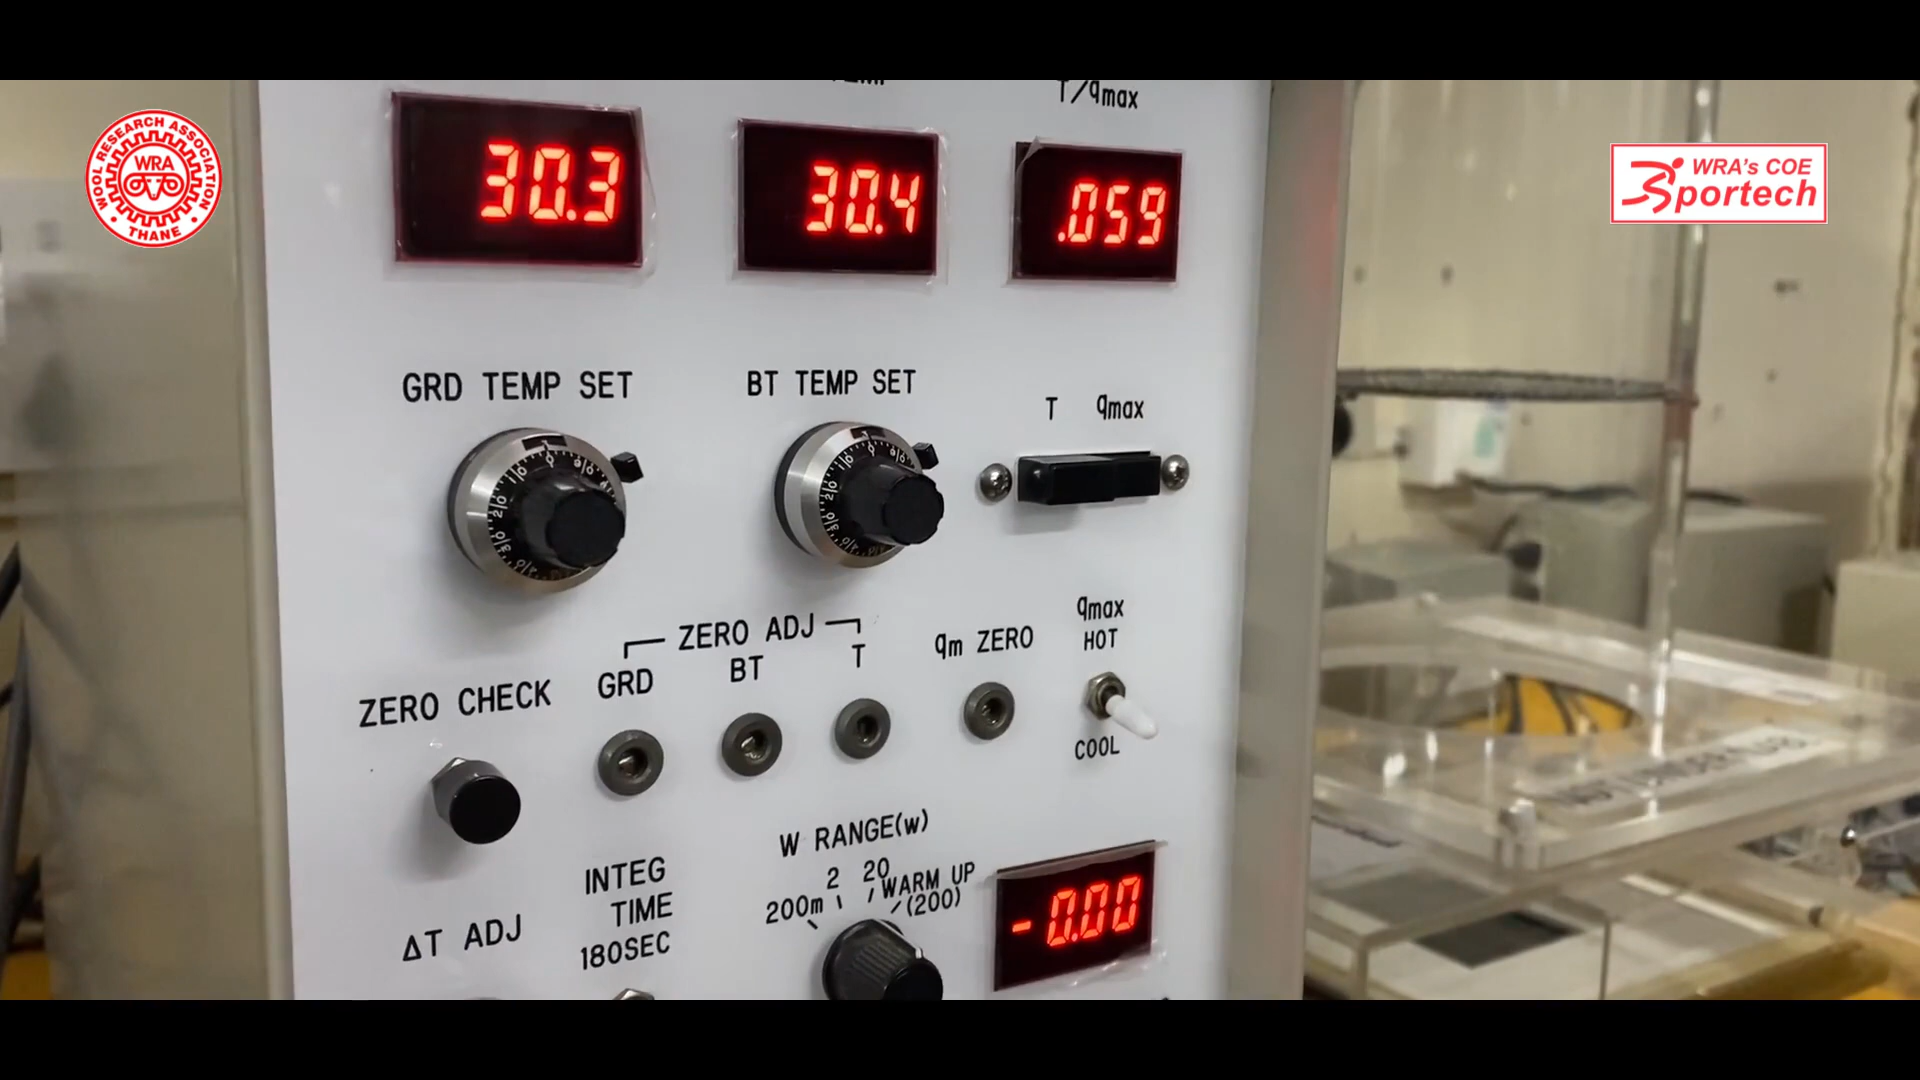 WOOL RESEARCH ASSOCIATION
WRA
THANE
WRA's COE
Sportech
T/qmax
30.3
30.4
.059
GRD TEMP SET
BT TEMP SET
T qmax
ZERO ADJ
GRD BT T
qm ZERO
qmax
HOT
COOL
ZERO CHECK
W RANGE(w)
200m 2 20 WARM UP
(200)
INTEG
TIME
180SEC
ΔT ADJ
-0.00